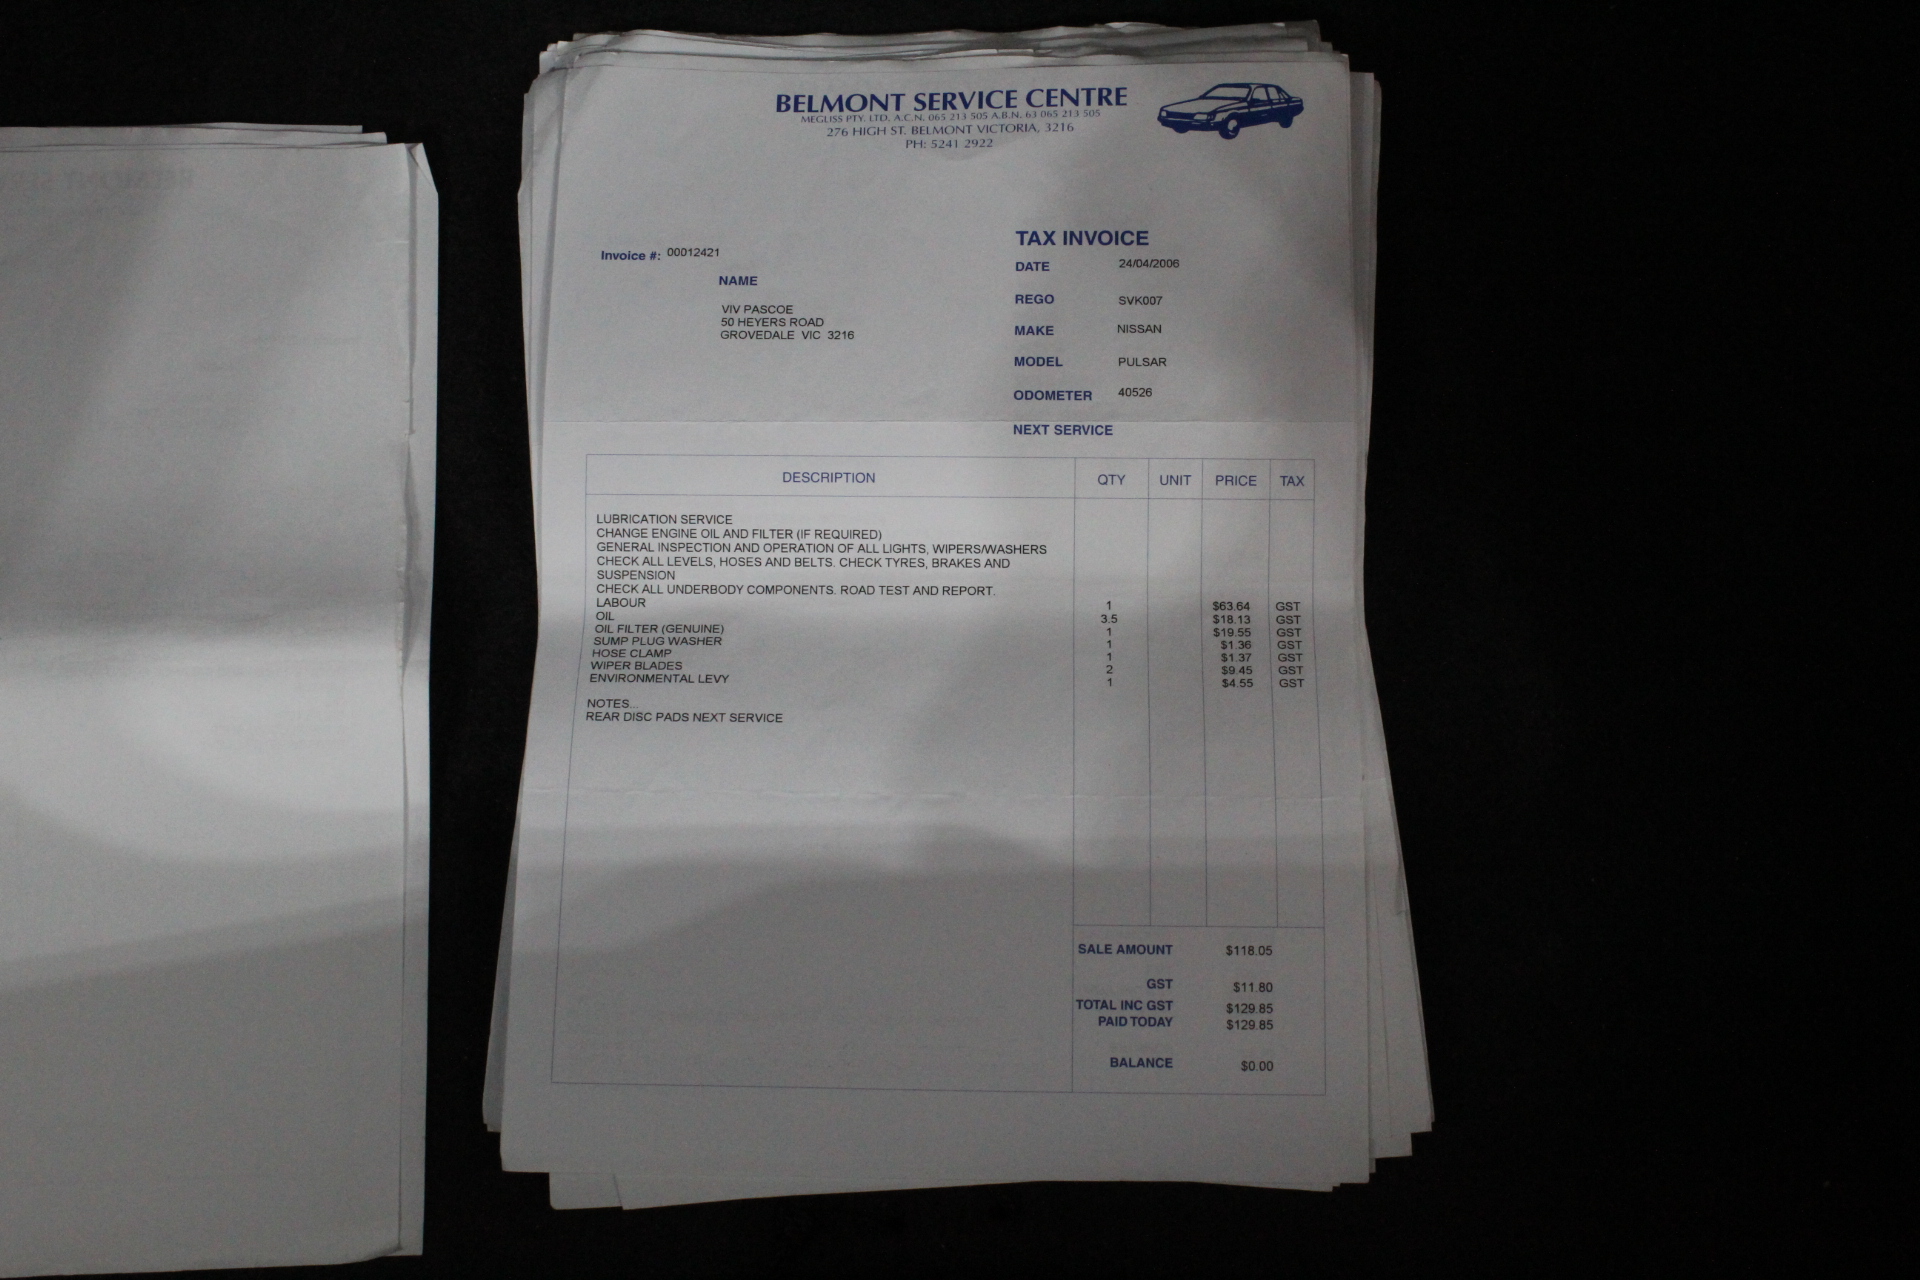 BELMONT SERVICE CENTRE
MEGLISS PTY. LTD. A.C.N. 065 213 505 A.B.N. 63 065 213 505
276 HIGH ST. BELMONT VICTORIA, 3216
PH: 5241 2922
Invoice #: 00012421
TAX INVOICE
DATE 24/04/2006
NAME
REGO SVK007
VIV PASCOE
50 HEYERS ROAD
GROVEDALE VIC 3216
MAKE NISSAN
MODEL PULSAR
ODOMETER 40526
NEXT SERVICE
DESCRIPTION QTY UNIT PRICE TAX
LUBRICATION SERVICE
CHANGE ENGINE OIL AND FILTER (IF REQUIRED)
GENERAL INSPECTION AND OPERATION OF ALL LIGHTS, WIPERS/WASHERS
CHECK ALL LEVELS, HOSES AND BELTS. CHECK TYRES, BRAKES AND
SUSPENSION
CHECK ALL UNDERBODY COMPONENTS. ROAD TEST AND REPORT.
LABOUR 1 $63.64 GST
OIL 3.5 $18.13 GST
OIL FILTER (GENUINE) 1 $19.55 GST
SUMP PLUG WASHER 1 $1.36 GST
HOSE CLAMP 1 $1.37 GST
WIPER BLADES 2 $9.45 GST
ENVIRONMENTAL LEVY 1 $4.55 GST
NOTES...
REAR DISC PADS NEXT SERVICE
SALE AMOUNT $118.05
GST $11.80
TOTAL INC GST $129.85
PAID TODAY $129.85
BALANCE $0.00